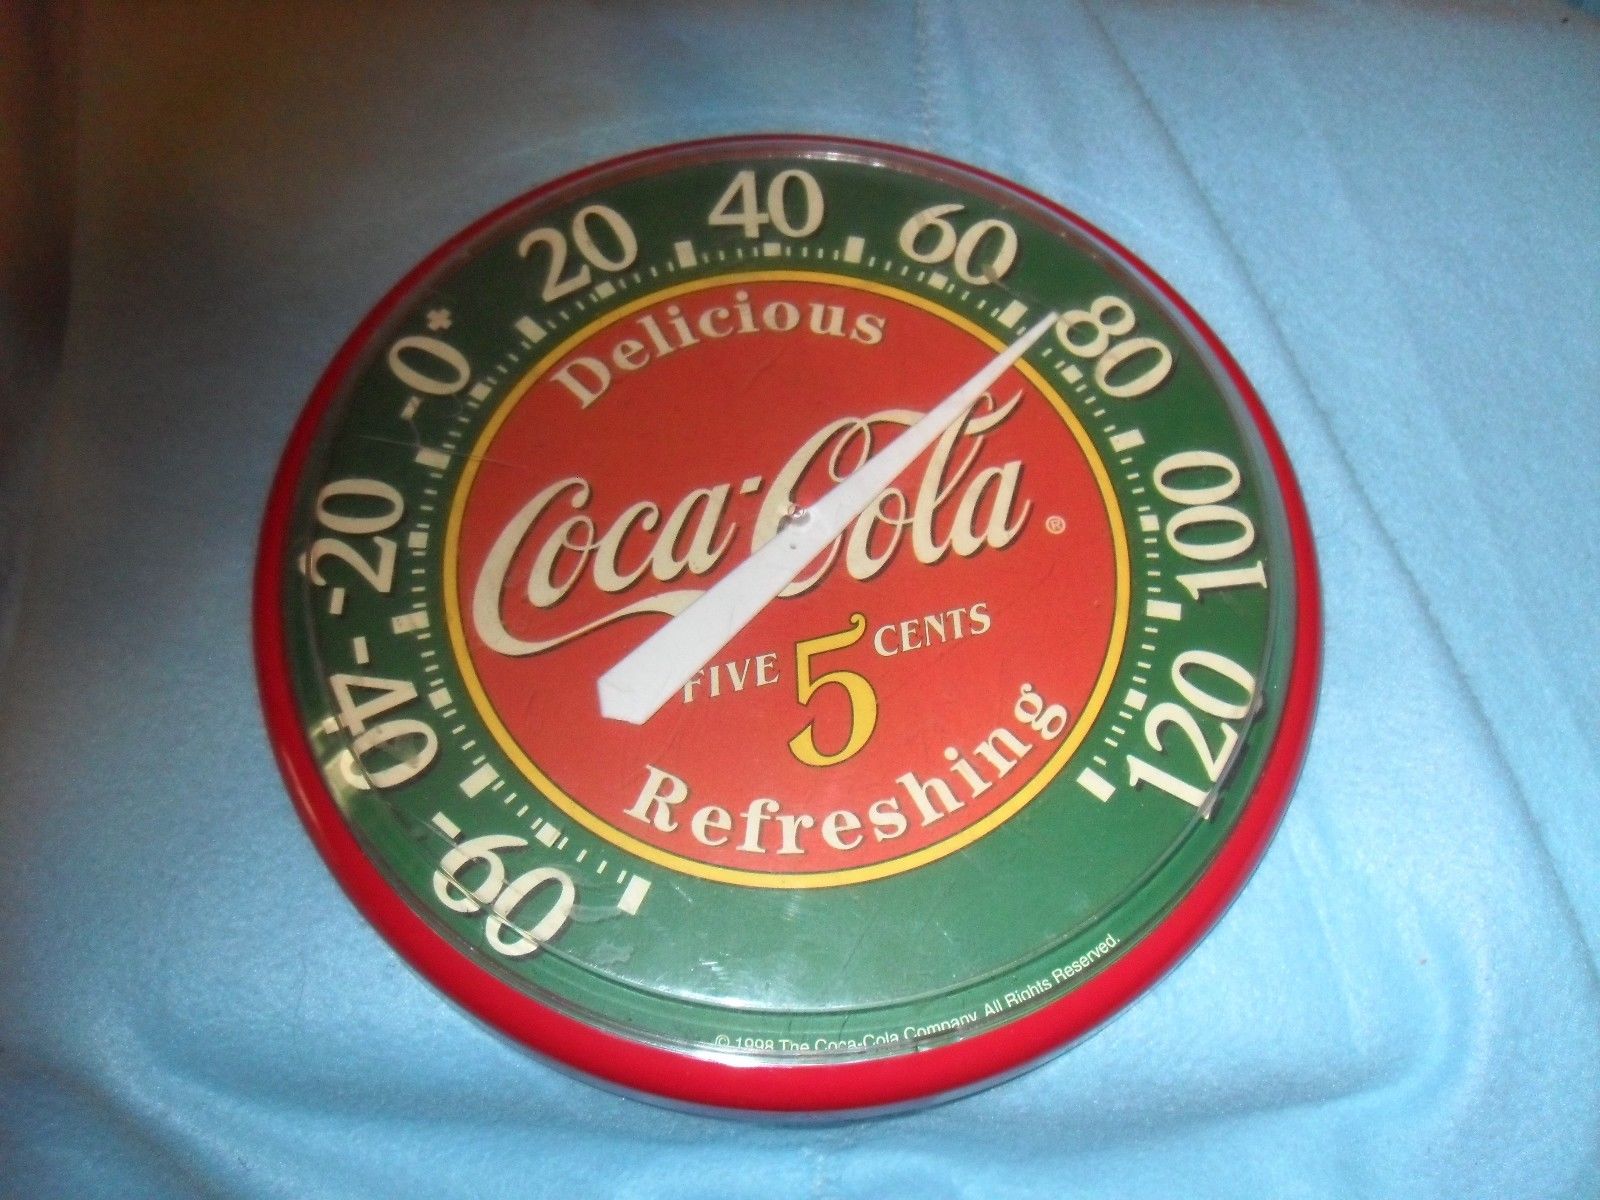 40
20
60
-0+
80
-20
100
-40
120
-60
Delicious
Coca-Cola ®
FIVE 5 CENTS
Refreshing
© 1998 The Coca-Cola Company. All Rights Reserved.